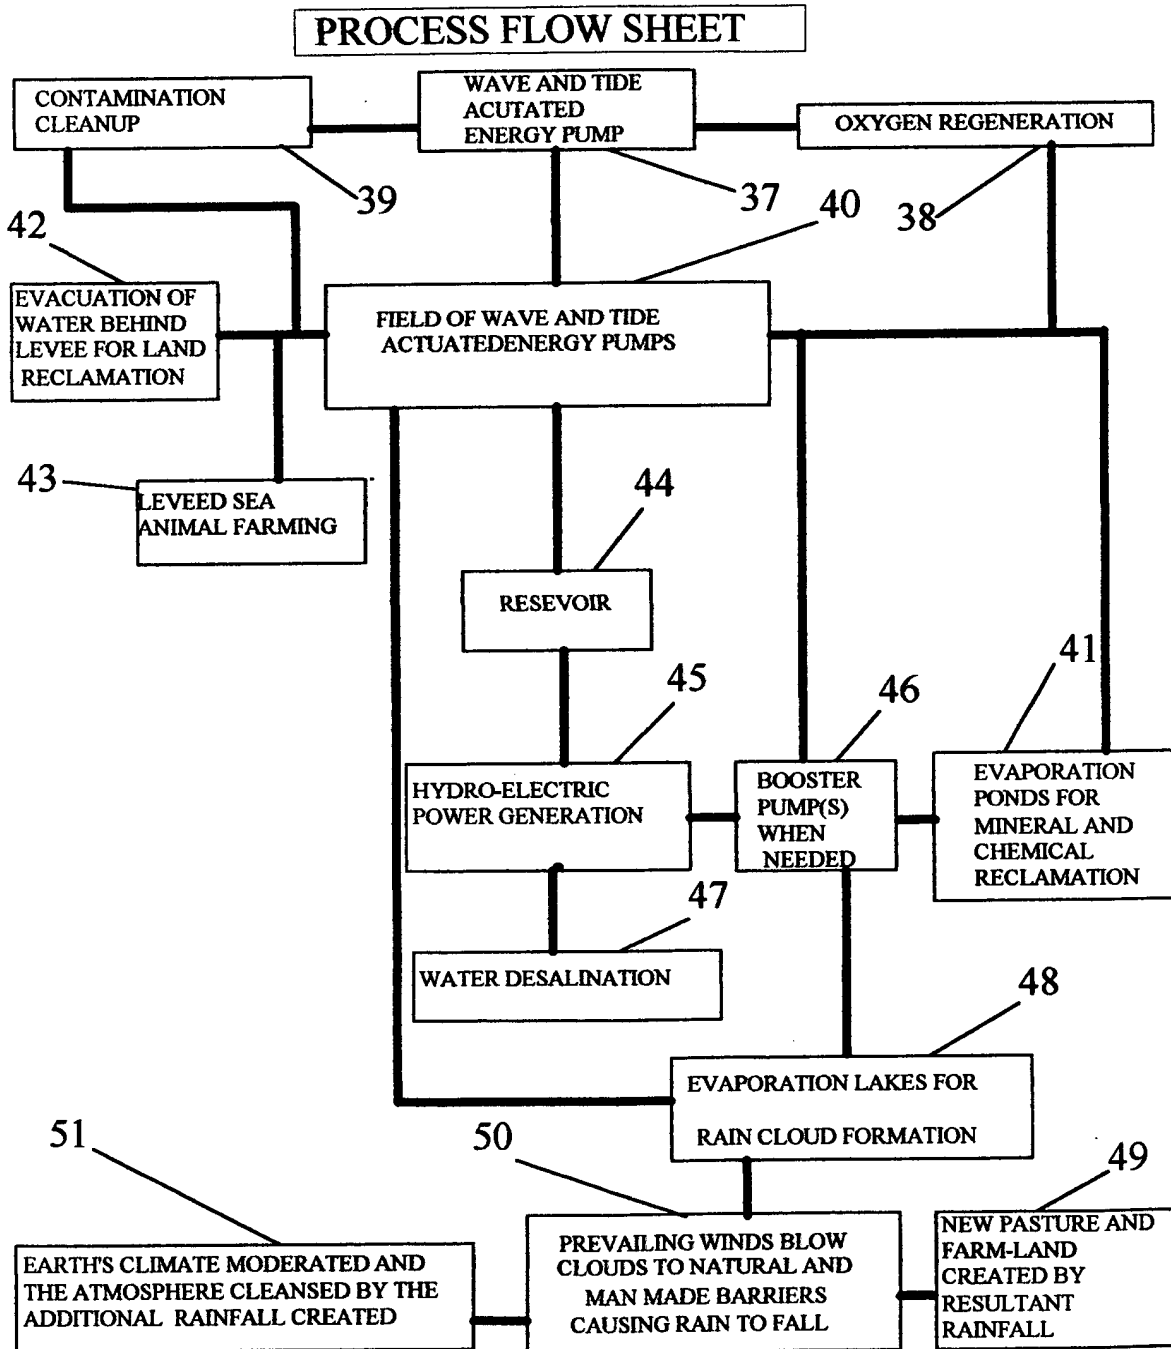 PROCESS FLOW SHEET
CONTAMINATION
CLEANUP
WAVE AND TIDE
ACUTATED
ENERGY PUMP
OXYGEN REGENERATION
39
37
40
38
42
EVACUATION OF
WATER BEHIND
LEVEE FOR LAND
RECLAMATION
FIELD OF WAVE AND TIDE
ACTUATEDENERGY PUMPS
43
LEVEED SEA
ANIMAL FARMING
44
RESEVOIR
45
46
41
HYDRO-ELECTRIC
POWER GENERATION
BOOSTER
PUMP(S)
WHEN
NEEDED
EVAPORATION
PONDS FOR
MINERAL AND
CHEMICAL
RECLAMATION
47
WATER DESALINATION
48
EVAPORATION LAKES FOR
RAIN CLOUD FORMATION
51
50
49
EARTH'S CLIMATE MODERATED AND
THE ATMOSPHERE CLEANSED BY THE
ADDITIONAL RAINFALL CREATED
PREVAILING WINDS BLOW
CLOUDS TO NATURAL AND
MAN MADE BARRIERS
CAUSING RAIN TO FALL
NEW PASTURE AND
FARM-LAND
CREATED BY
RESULTANT
RAINFALL